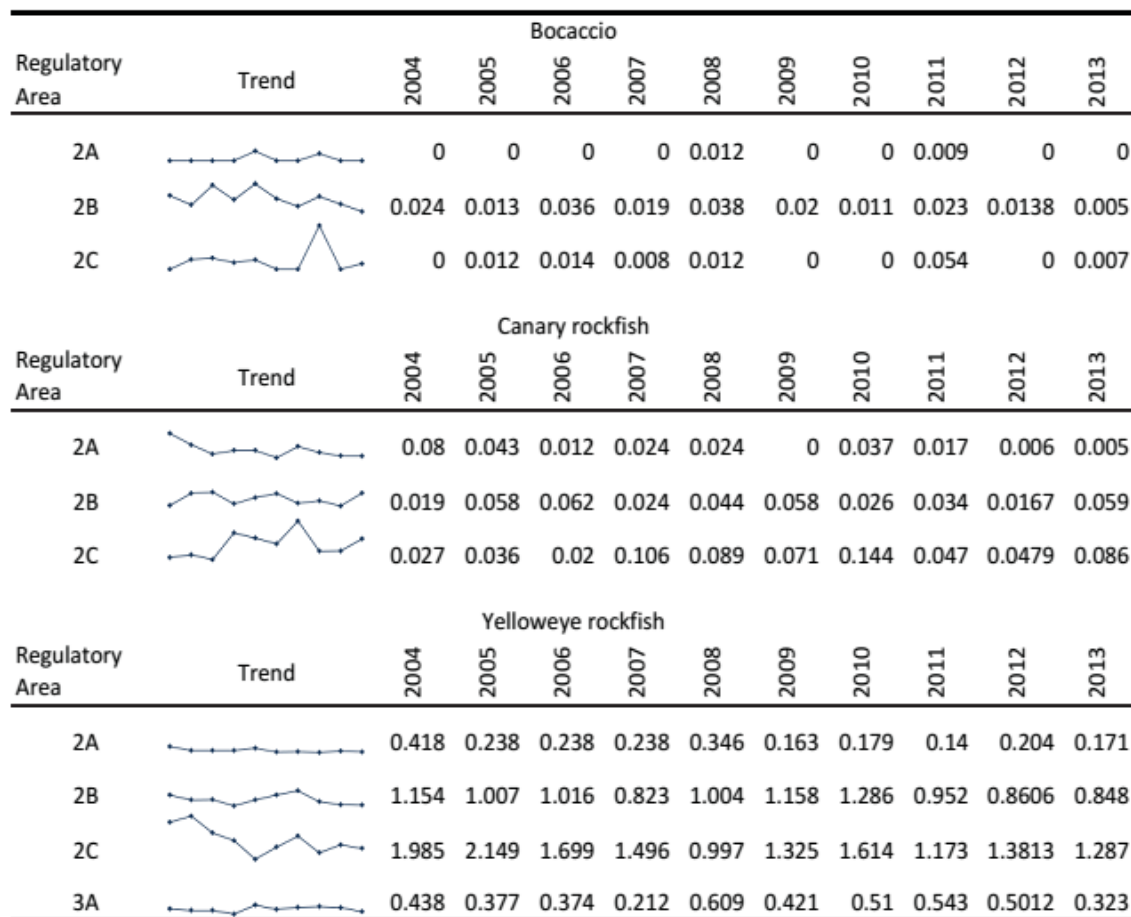 Bocaccio
Regulatory Area Trend 2004 2005 2006 2007 2008 2009 2010 2011 2012 2013
2A 0 0 0 0 0.012 0 0 0.009 0 0
2B 0.024 0.013 0.036 0.019 0.038 0.02 0.011 0.023 0.0138 0.005
2C 0 0.012 0.014 0.008 0.012 0 0 0.054 0 0.007
Canary rockfish
Regulatory Area Trend 2004 2005 2006 2007 2008 2009 2010 2011 2012 2013
2A 0.08 0.043 0.012 0.024 0.024 0 0.037 0.017 0.006 0.005
2B 0.019 0.058 0.062 0.024 0.044 0.058 0.026 0.034 0.0167 0.059
2C 0.027 0.036 0.02 0.106 0.089 0.071 0.144 0.047 0.0479 0.086
Yelloweye rockfish
Regulatory Area Trend 2004 2005 2006 2007 2008 2009 2010 2011 2012 2013
2A 0.418 0.238 0.238 0.238 0.346 0.163 0.179 0.14 0.204 0.171
2B 1.154 1.007 1.016 0.823 1.004 1.158 1.286 0.952 0.8606 0.848
2C 1.985 2.149 1.699 1.496 0.997 1.325 1.614 1.173 1.3813 1.287
3A 0.438 0.377 0.374 0.212 0.609 0.421 0.51 0.543 0.5012 0.323